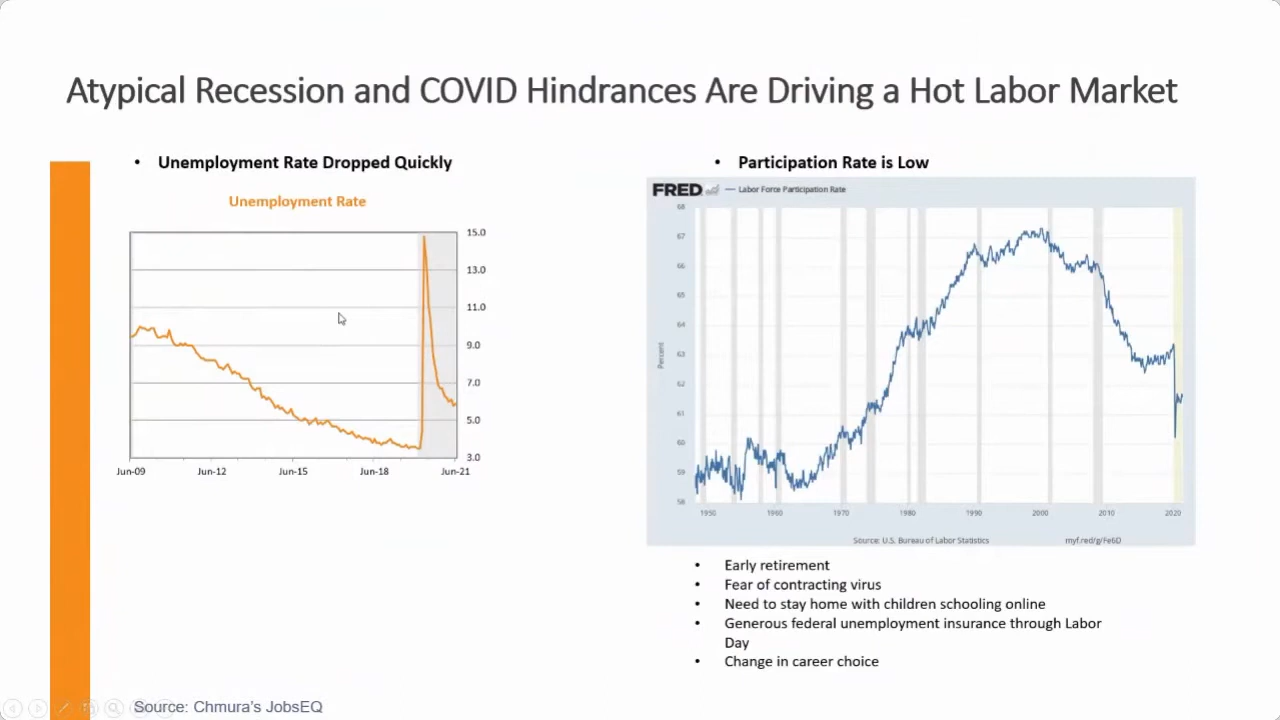 Atypical Recession and COVID Hindrances Are Driving a Hot Labor Market
• Unemployment Rate Dropped Quickly
Unemployment Rate
15.0
13.0
11.0
9.0
7.0
5.0
3.0
Jun-09 Jun-12 Jun-15 Jun-18 Jun-21
• Participation Rate is Low
FRED — Labor Force Participation Rate
68
67
66
65
64
63
62
61
60
59
58
Percent
1950 1960 1970 1980 1990 2000 2010 2020
Source: U.S. Bureau of Labor Statistics myf.red/g/Fe6D
• Early retirement
• Fear of contracting virus
• Need to stay home with children schooling online
• Generous federal unemployment insurance through Labor
Day
• Change in career choice
Source: Chmura's JobsEQ